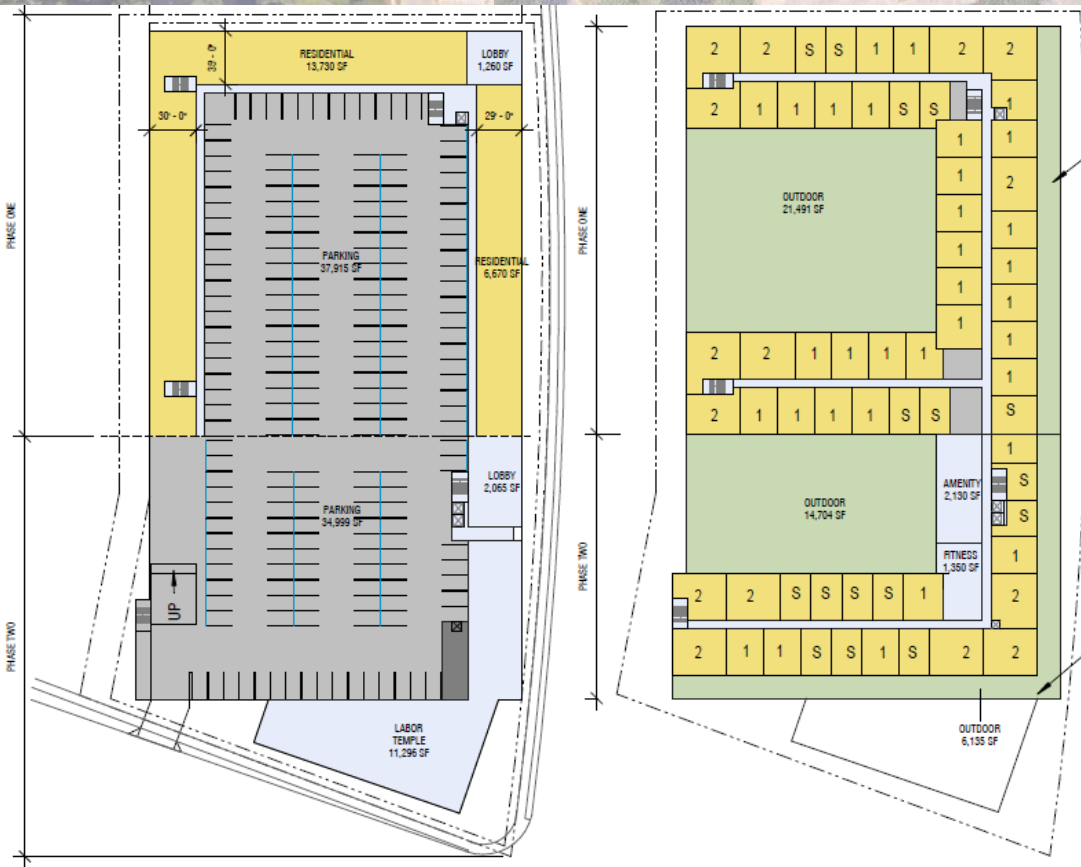 RESIDENTIAL
13,730 SF
LOBBY
1,260 SF
30' - 0"
29' - 0"
PHASE ONE
PARKING
37,915 SF
RESIDENTIAL
6,670 SF
LOBBY
2,065 SF
PARKING
34,999 SF
UP
PHASE TWO
LABOR
TEMPLE
11,296 SF
2 2 S S 1 1 2 2
2 1 1 1 1 S S
1
1
1
1
1
1
1
1
2
1
1
1
1
1
S
OUTDOOR
21,491 SF
PHASE ONE
2 2 1 1 1 1
2 1 1 1 1 S S
1
S
S
1
2
OUTDOOR
14,704 SF
AMENITY
2,130 SF
FITNESS
1,350 SF
PHASE TWO
2 2 S S S S 1
2 1 1 S S 1 S 2 2
OUTDOOR
6,135 SF